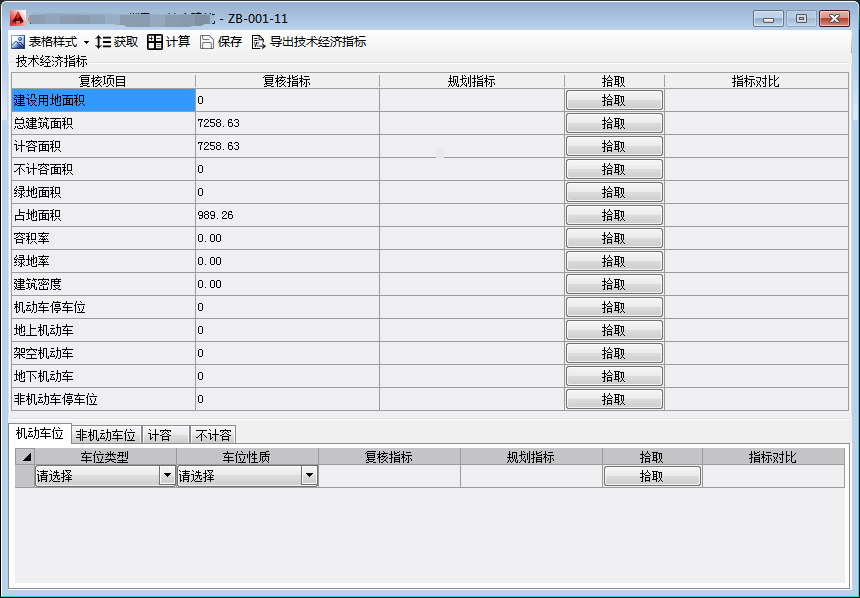 - ZB-001-11
表格样式 获取 计算 保存 导出技术经济指标
技术经济指标
复核项目 复核指标 规划指标 拾取 指标对比
建设用地面积 0 拾取
总建筑面积 7258.63 拾取
计容面积 7258.63 拾取
不计容面积 0 拾取
绿地面积 0 拾取
占地面积 989.26 拾取
容积率 0.00 拾取
绿地率 0.00 拾取
建筑密度 0.00 拾取
机动车停车位 0 拾取
地上机动车 0 拾取
架空机动车 0 拾取
地下机动车 0 拾取
非机动车停车位 0 拾取
机动车位 非机动车位 计容 不计容
车位类型 车位性质 复核指标 规划指标 拾取 指标对比
请选择 请选择 拾取